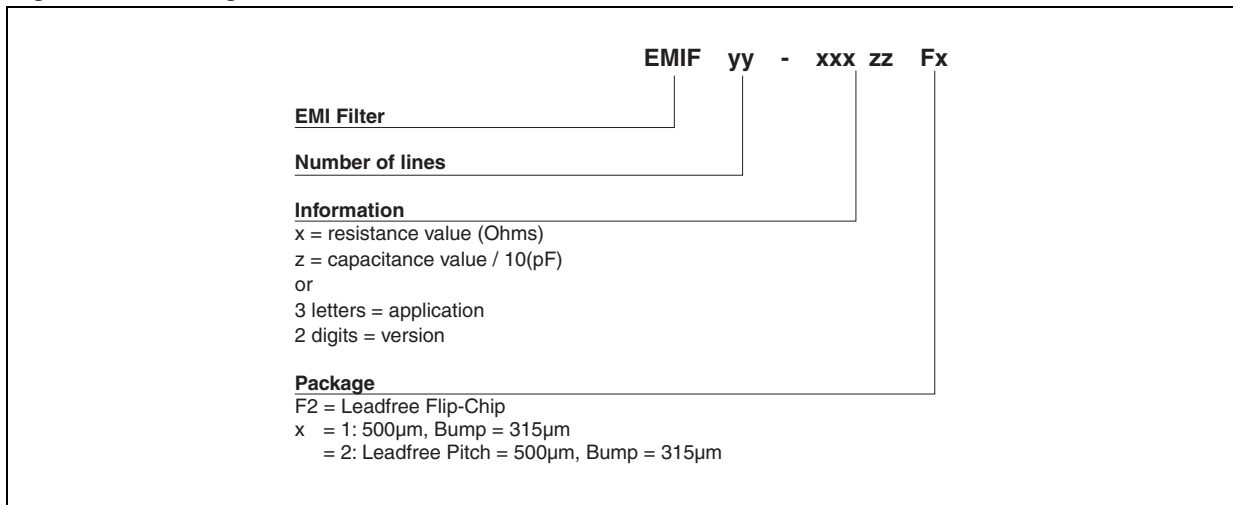 EMIF yy - xxx zz Fx
EMI Filter
Number of lines
Information
x = resistance value (Ohms)
z = capacitance value / 10(pF)
or
3 letters = application
2 digits = version
Package
F2 = Leadfree Flip-Chip
x = 1: 500µm, Bump = 315µm
= 2: Leadfree Pitch = 500µm, Bump = 315µm